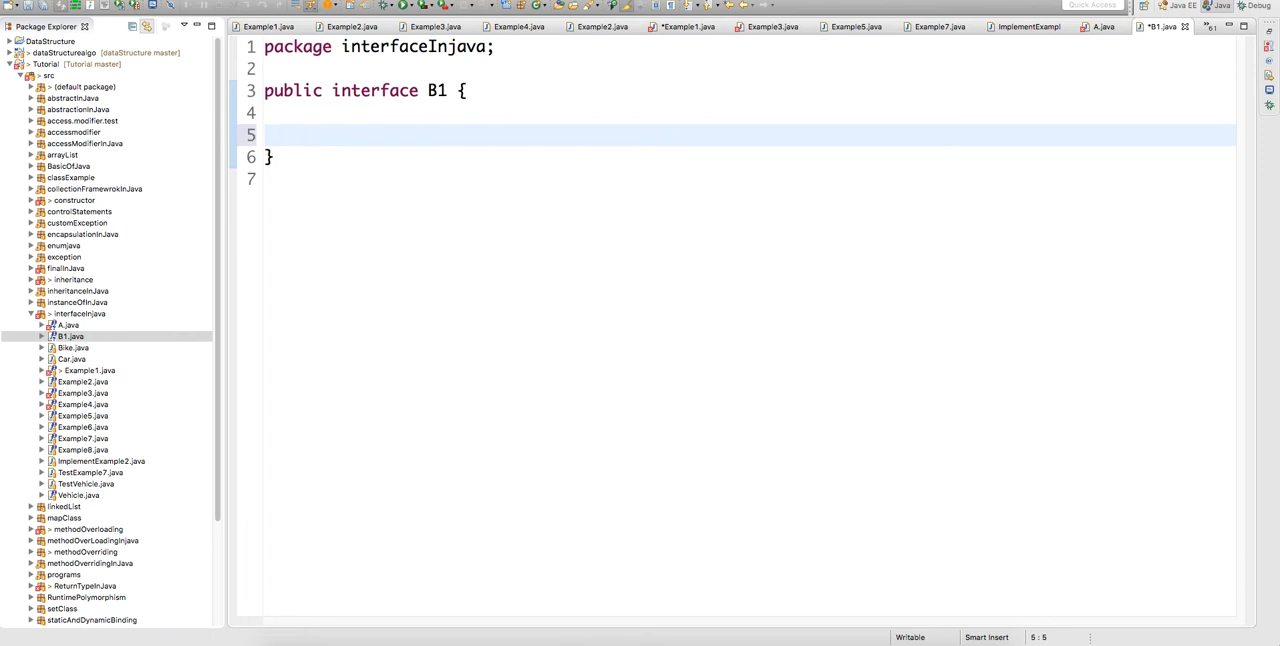 Quick Access
Java EE
Java
Debug
Package Explorer
Example1.java
Example2.java
Example3.java
Example4.java
Example2.java
*Example1.java
Example3.java
Example5.java
Example7.java
ImplementExampl
A.java
*B1.java
61
DataStructure
> dataStructurealgo [dataStructure master]
> Tutorial [Tutorial master]
> src
> (default package)
abstractInJava
abstractionInJava
access.modifier.test
accessmodifier
accessModifierInJava
arrayList
BasicOfJava
classExample
collectionFramewrokInJava
> constructor
controlStatements
customException
encapsulationInJava
enumjava
exception
finalInJava
> inheritance
inheritanceInJava
instanceOfInJava
> interfaceInjava
A.java
B1.java
Bike.java
Car.java
> Example1.java
Example2.java
Example3.java
Example4.java
Example5.java
Example6.java
Example7.java
Example8.java
ImplementExample2.java
TestExample7.java
TestVehicle.java
Vehicle.java
linkedList
mapClass
> methodOverloading
methodOverLoadingInjava
> methodOverriding
methodOverridingInJava
programs
> ReturnTypeInJava
RuntimePolymorphism
setClass
staticAndDynamicBinding
1 package interfaceInjava;
2
3 public interface B1 {
4
5
6 }
7
Writable
Smart Insert
5 : 5